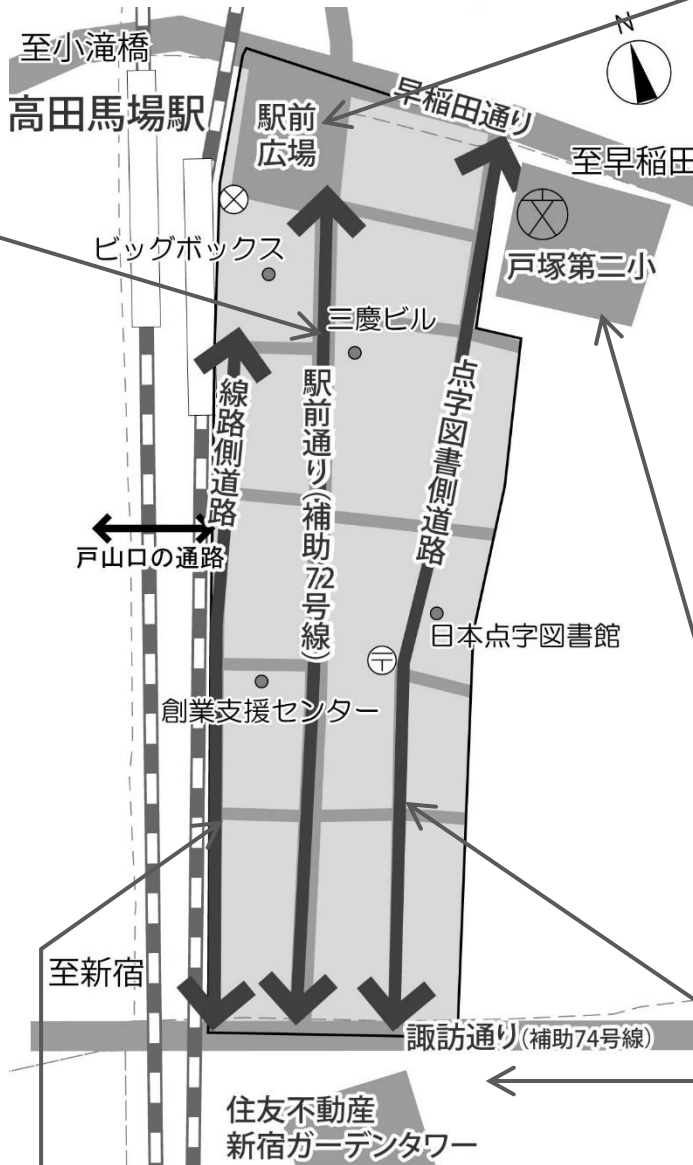 N
至小滝橋
高田馬場駅
駅前
広場
早稲田通り
至早稲田
文
戸塚第二小
ビッグボックス
三慶ビル
線路側道路
駅前通り(補助72号線)
点字図書側道路
戸山口の通路
日本点字図書館
〒
創業支援センター
至新宿
諏訪通り(補助74号線)
住友不動産
新宿ガーデンタワー